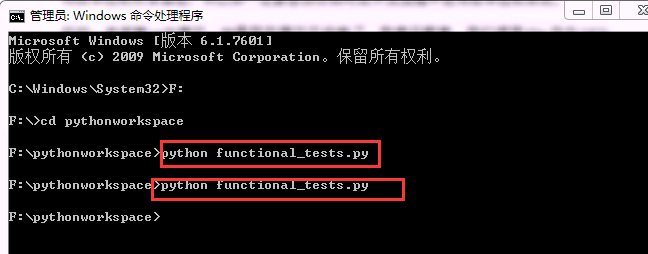 管理员: Windows 命令处理程序
Microsoft Windows [版本 6.1.7601]
版权所有 (c) 2009 Microsoft Corporation。保留所有权利。
C:\Windows\System32>F:
F:\>cd pythonworkspace
F:\pythonworkspace>python functional_tests.py
F:\pythonworkspace>python functional_tests.py
F:\pythonworkspace>